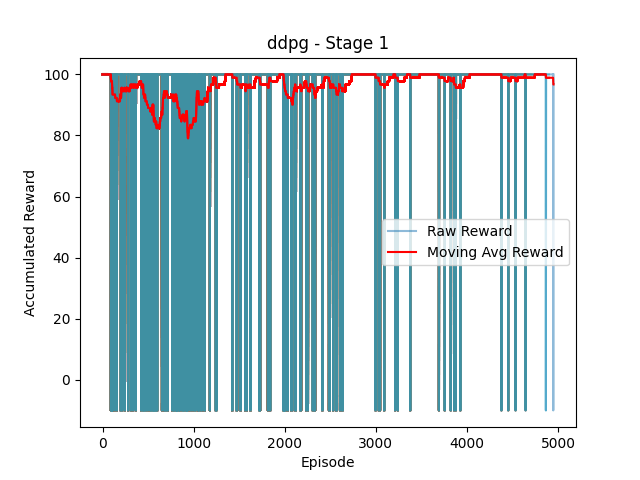 ddpg - Stage 1
Accumulated Reward
100
80
60
40
20
0
Raw Reward
Moving Avg Reward
0 1000 2000 3000 4000 5000
Episode